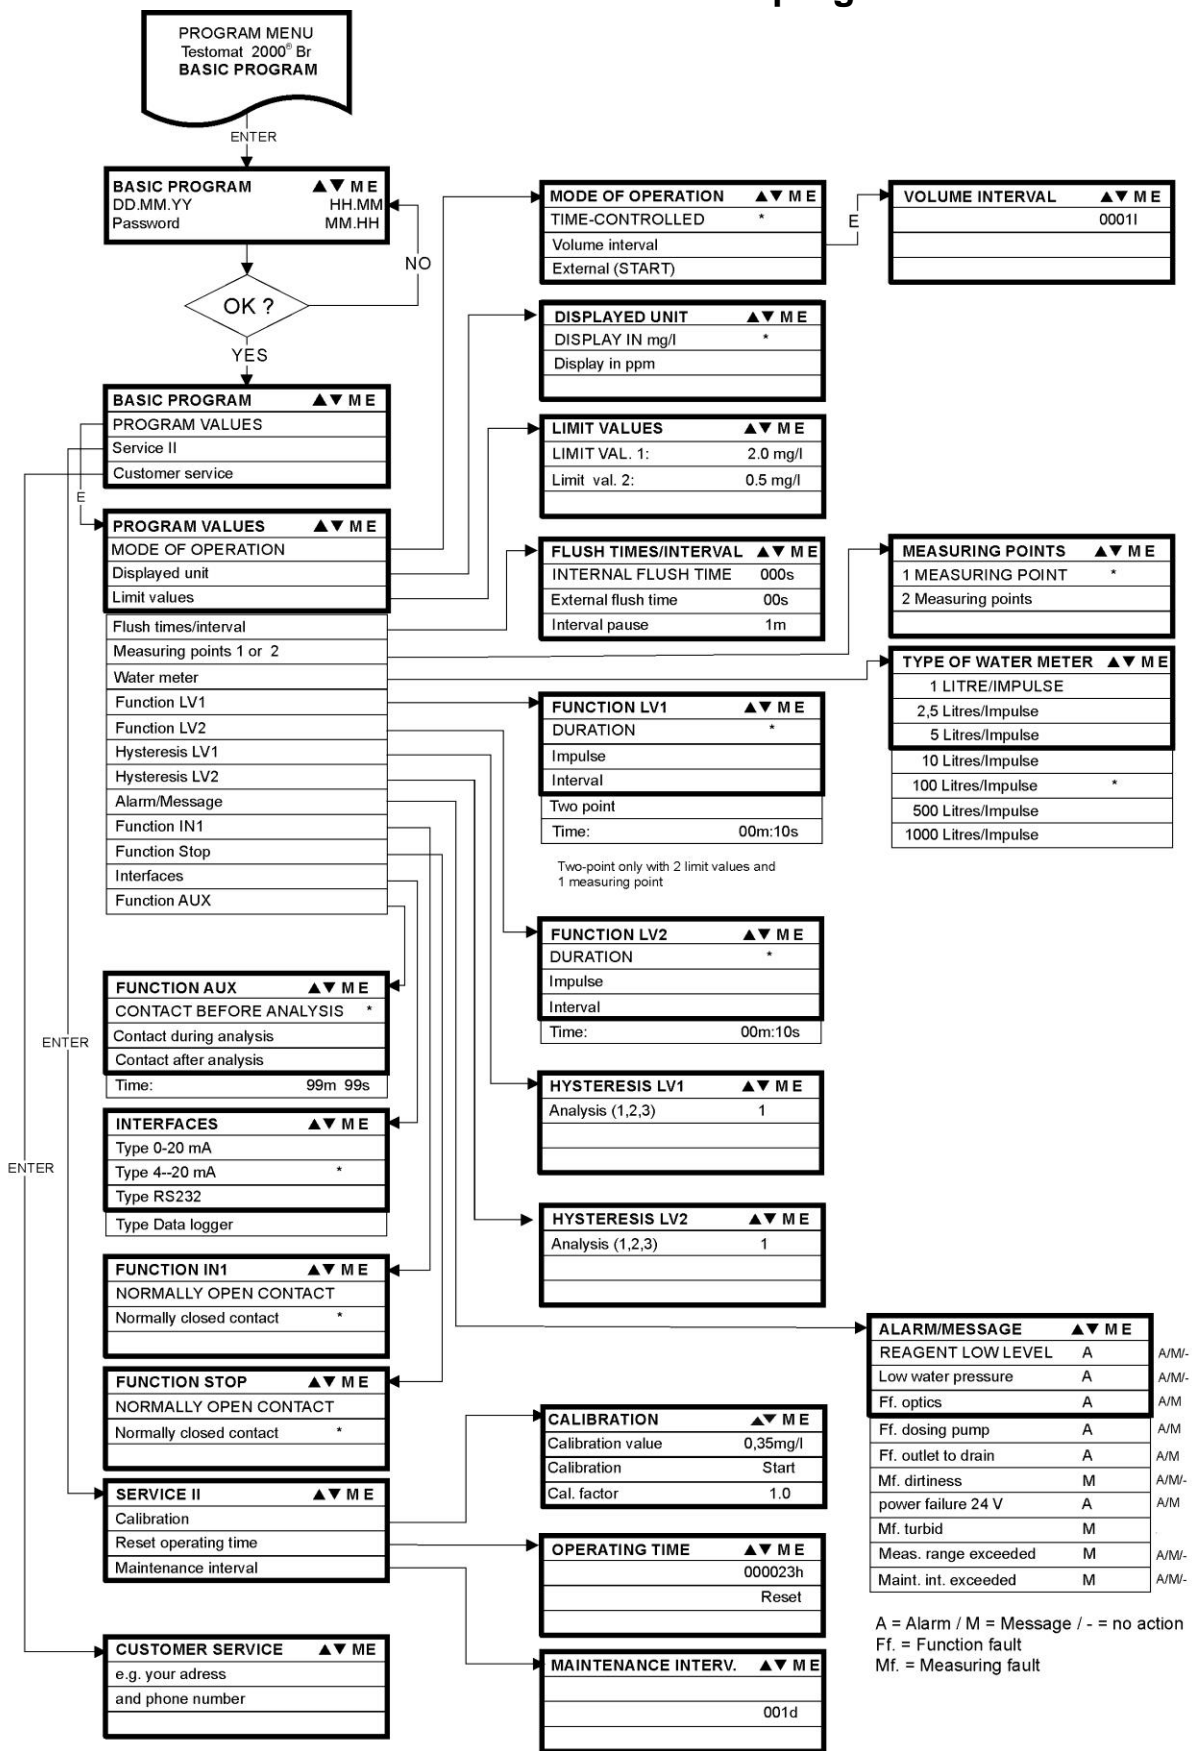 PROGRAM MENU
Testomat 2000® Br
BASIC PROGRAM
ENTER
BASIC PROGRAM ▲▼ M E
DD.MM.YY HH.MM
Password MM.HH
NO
OK ?
YES
BASIC PROGRAM ▲▼ M E
PROGRAM VALUES
Service II
Customer service
E
PROGRAM VALUES ▲▼ M E
MODE OF OPERATION
Displayed unit
Limit values
Flush times/interval
Measuring points 1 or 2
Water meter
Function LV1
Function LV2
Hysteresis LV1
Hysteresis LV2
Alarm/Message
Function IN1
Function Stop
Interfaces
Function AUX
FUNCTION AUX ▲▼ M E
CONTACT BEFORE ANALYSIS *
Contact during analysis
Contact after analysis
Time: 99m 99s
ENTER
INTERFACES ▲▼ M E
Type 0-20 mA
Type 4--20 mA *
Type RS232
Type Data logger
ENTER
FUNCTION IN1 ▲▼ M E
NORMALLY OPEN CONTACT
Normally closed contact *
FUNCTION STOP ▲▼ M E
NORMALLY OPEN CONTACT
Normally closed contact *
SERVICE II ▲▼ M E
Calibration
Reset operating time
Maintenance interval
CUSTOMER SERVICE ▲▼ ME
e.g. your adress
and phone number
MODE OF OPERATION ▲▼ M E
TIME-CONTROLLED *
Volume interval
External (START)
E
VOLUME INTERVAL ▲▼ M E
0001l
DISPLAYED UNIT ▲▼ M E
DISPLAY IN mg/l *
Display in ppm
LIMIT VALUES ▲▼ M E
LIMIT VAL. 1: 2.0 mg/l
Limit val. 2: 0.5 mg/l
FLUSH TIMES/INTERVAL ▲▼ M E
INTERNAL FLUSH TIME 000s
External flush time 00s
Interval pause 1m
MEASURING POINTS ▲▼ M E
1 MEASURING POINT *
2 Measuring points
TYPE OF WATER METER ▲▼ M E
1 LITRE/IMPULSE
2,5 Litres/Impulse
5 Litres/Impulse
10 Litres/Impulse
100 Litres/Impulse *
500 Litres/Impulse
1000 Litres/Impulse
FUNCTION LV1 ▲▼ M E
DURATION *
Impulse
Interval
Two point
Time: 00m:10s
Two-point only with 2 limit values and
1 measuring point
FUNCTION LV2 ▲▼ M E
DURATION *
Impulse
Interval
Time: 00m:10s
HYSTERESIS LV1 ▲▼ M E
Analysis (1,2,3) 1
HYSTERESIS LV2 ▲▼ M E
Analysis (1,2,3) 1
ALARM/MESSAGE ▲▼ M E
REAGENT LOW LEVEL A A/M/-
Low water pressure A A/M/-
Ff. optics A A/M
Ff. dosing pump A A/M
Ff. outlet to drain A A/M
Mf. dirtiness M A/M/-
power failure 24 V A A/M
Mf. turbid M
Meas. range exceeded M A/M/-
Maint. int. exceeded M A/M/-
A = Alarm / M = Message / - = no action
Ff. = Function fault
Mf. = Measuring fault
CALIBRATION ▲▼ M E
Calibration value 0,35mg/l
Calibration Start
Cal. factor 1.0
OPERATING TIME ▲▼ M E
000023h
Reset
MAINTENANCE INTERV. ▲▼ M E
001d